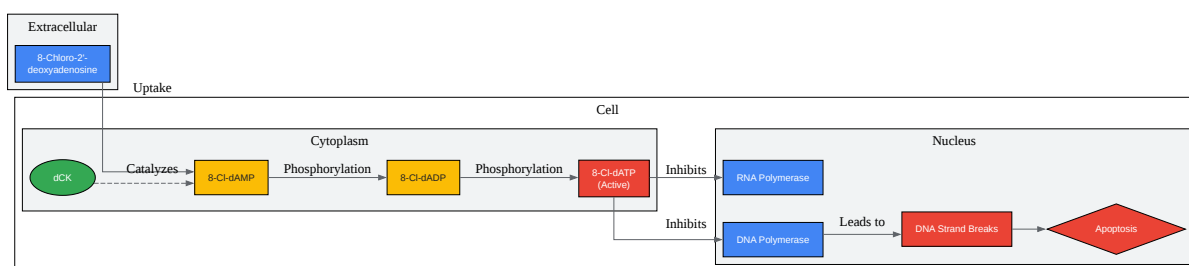 Extracellular
8-Chloro-2'-
deoxyadenosine
Uptake
Cell
Cytoplasm
Nucleus
dCK
Catalyzes
8-Cl-dAMP
Phosphorylation
8-Cl-dADP
Phosphorylation
8-Cl-dATP
(Active)
Inhibits
RNA Polymerase
Inhibits
DNA Polymerase
Leads to
DNA Strand Breaks
Apoptosis